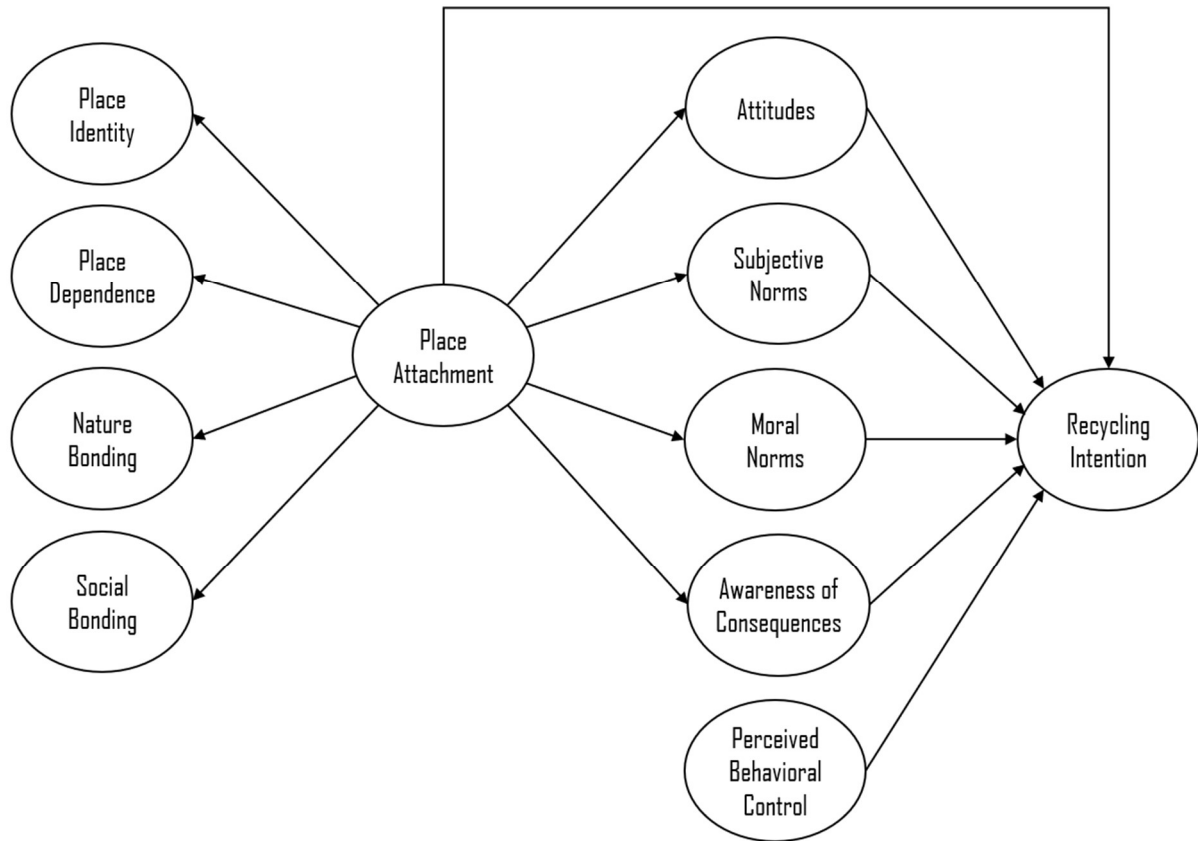 Place
Identity
Place
Dependence
Nature
Bonding
Social
Bonding
Place
Attachment
Attitudes
Subjective
Norms
Moral
Norms
Awareness of
Consequences
Perceived
Behavioral
Control
Recycling
Intention